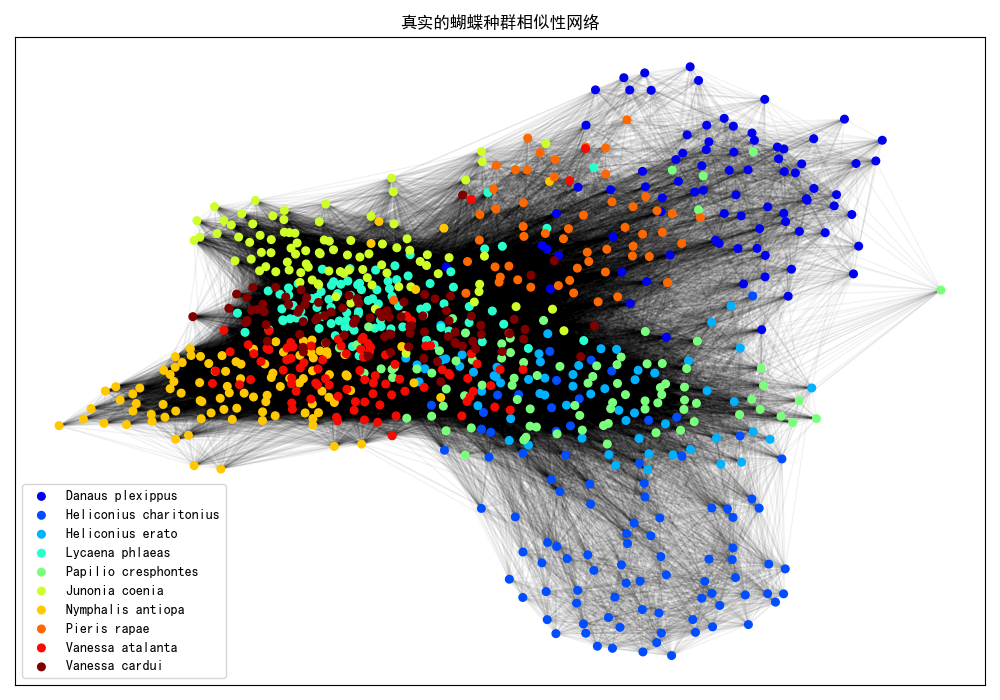 真实的蝴蝶种群相似性网络
Danaus plexippus
Heliconius charitonius
Heliconius erato
Lycaena phlaeas
Papilio cresphontes
Junonia coenia
Nymphalis antiopa
Pieris rapae
Vanessa atalanta
Vanessa cardui